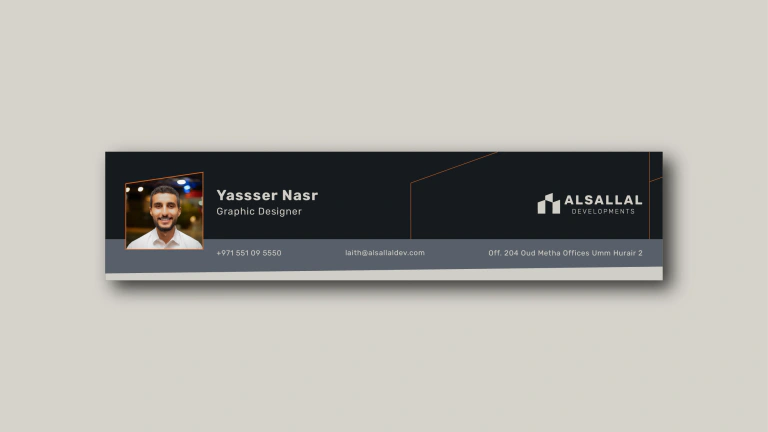 Yassser Nasr
Graphic Designer
ALSALLAL
DEVELOPMENTS
+971 551 09 5550
laith@alsallaldev.com
Off. 204 Oud Metha Offices Umm Hurair 2